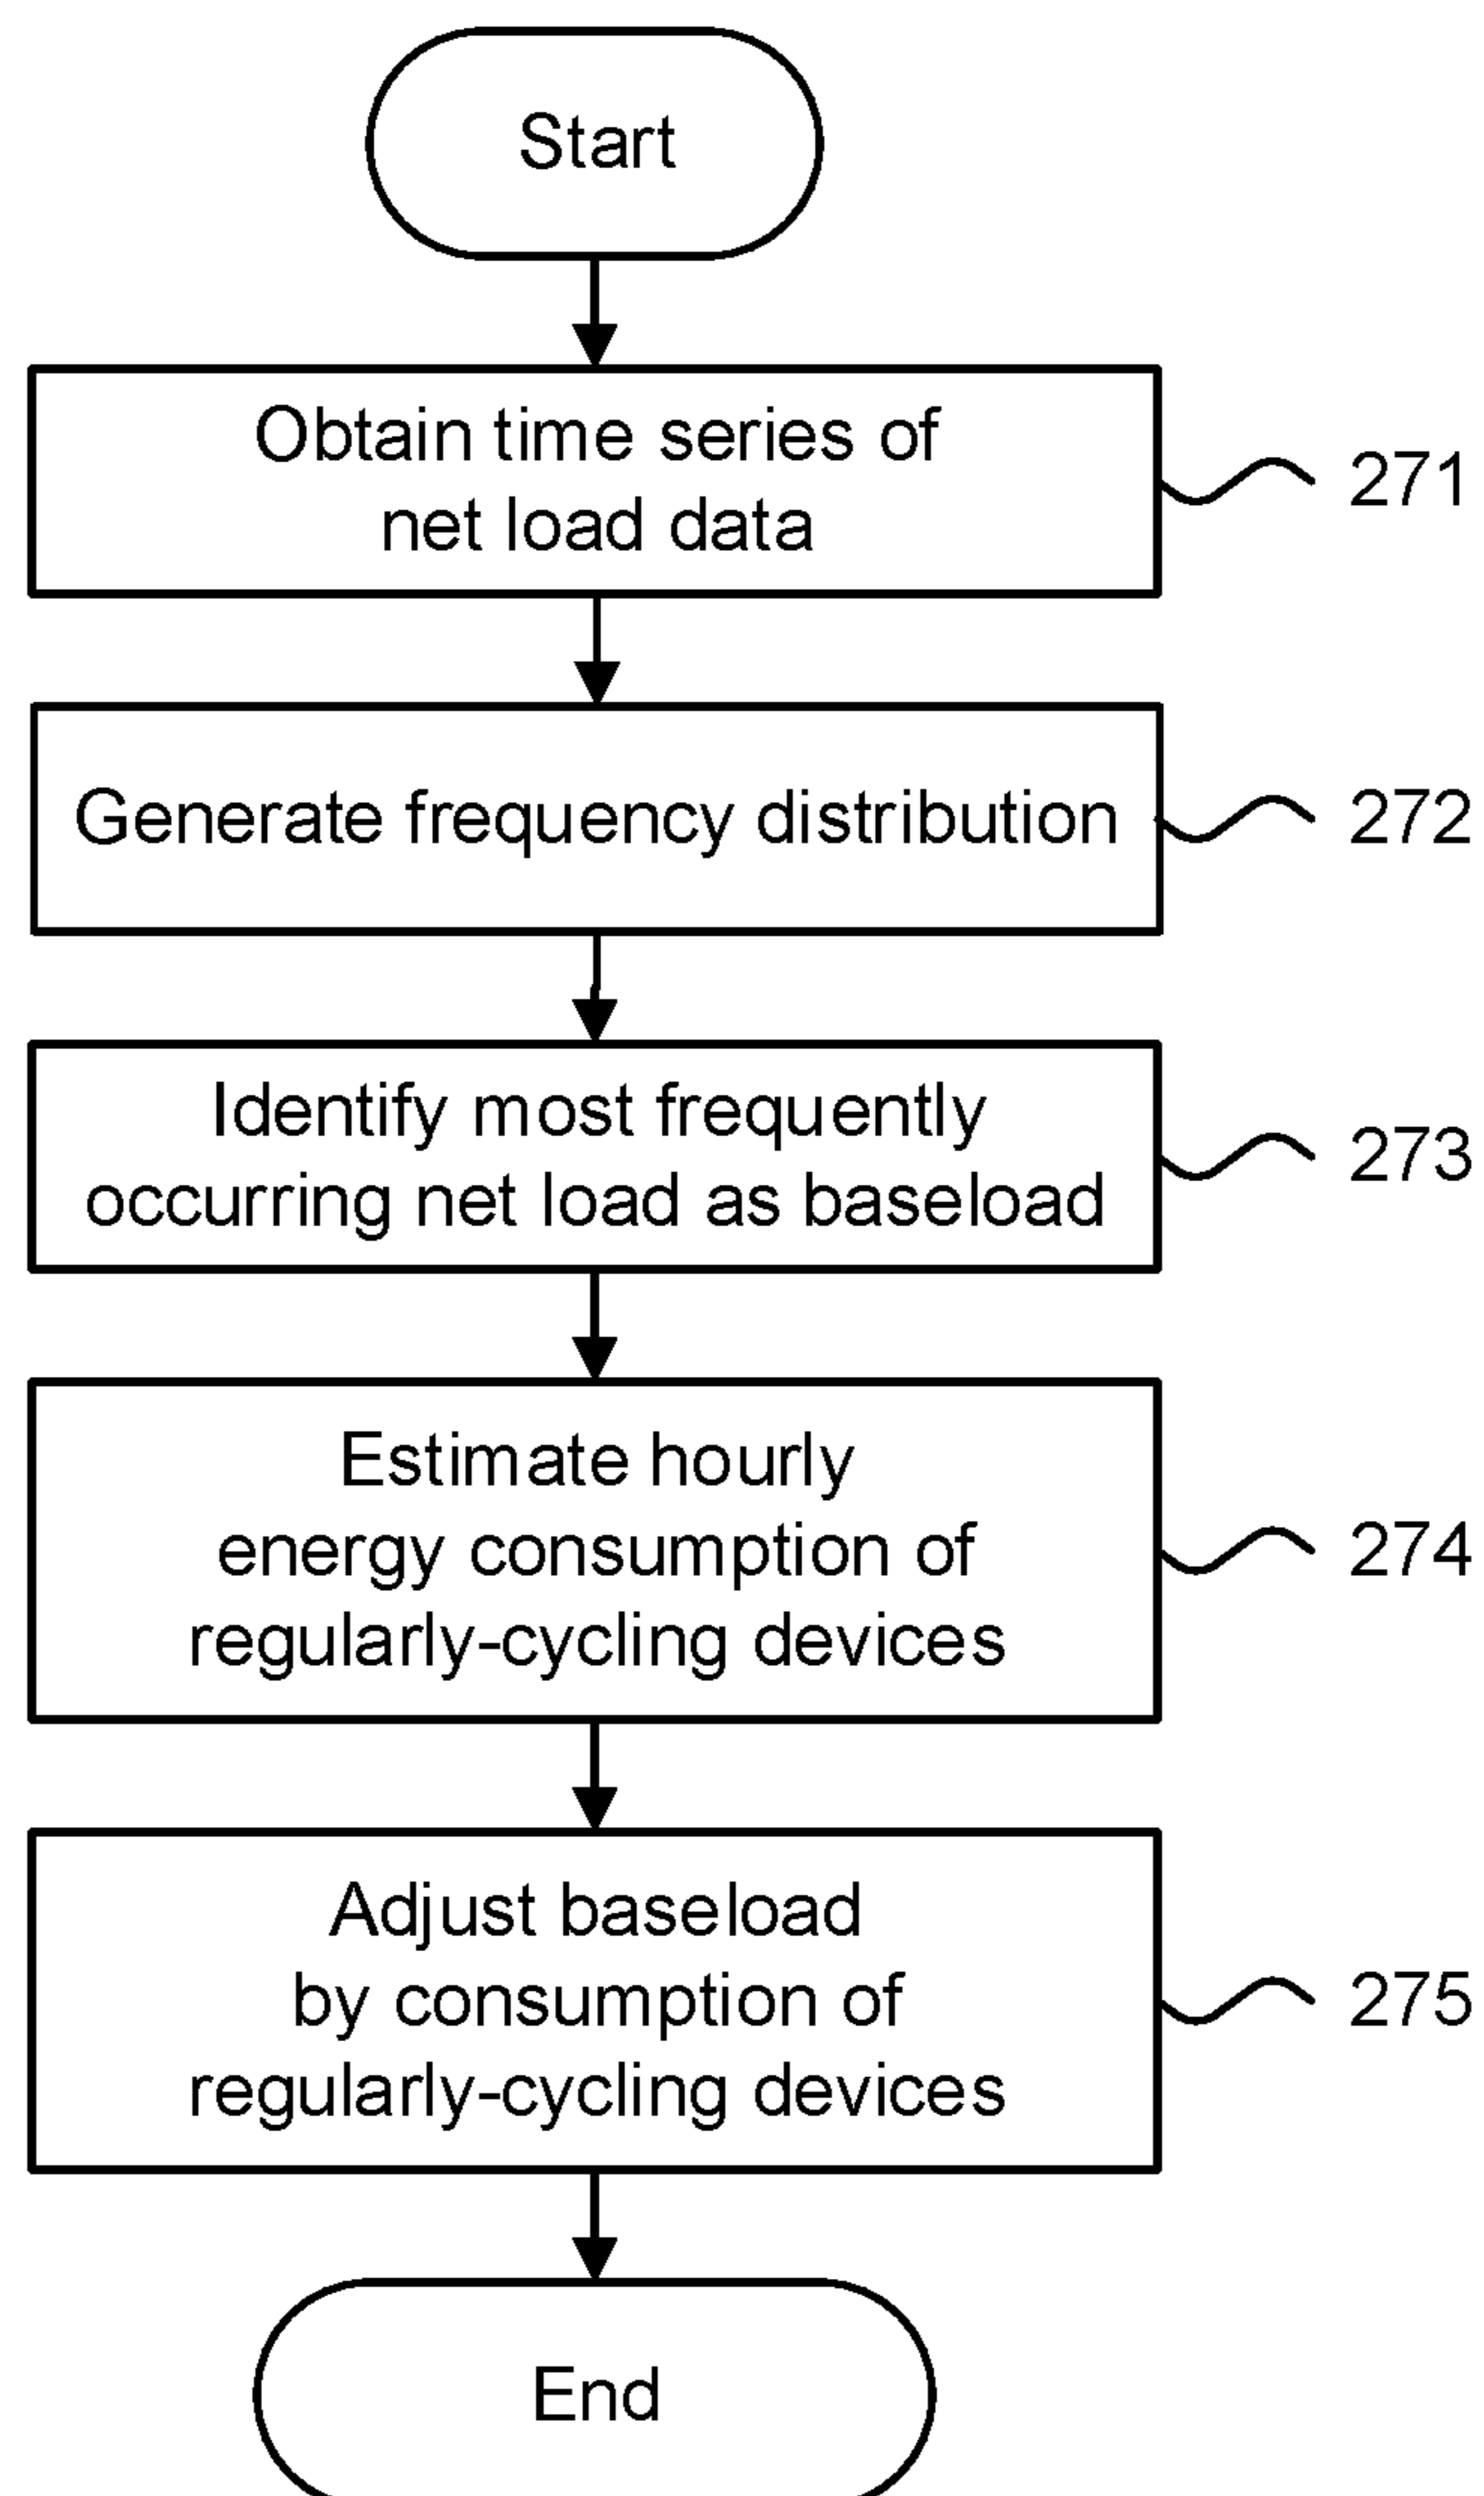 Start
Obtain time series of
net load data
271
Generate frequency distribution
272
Identify most frequently
occurring net load as baseload
273
Estimate hourly
energy consumption of
regularly-cycling devices
274
Adjust baseload
by consumption of
regularly-cycling devices
275
End